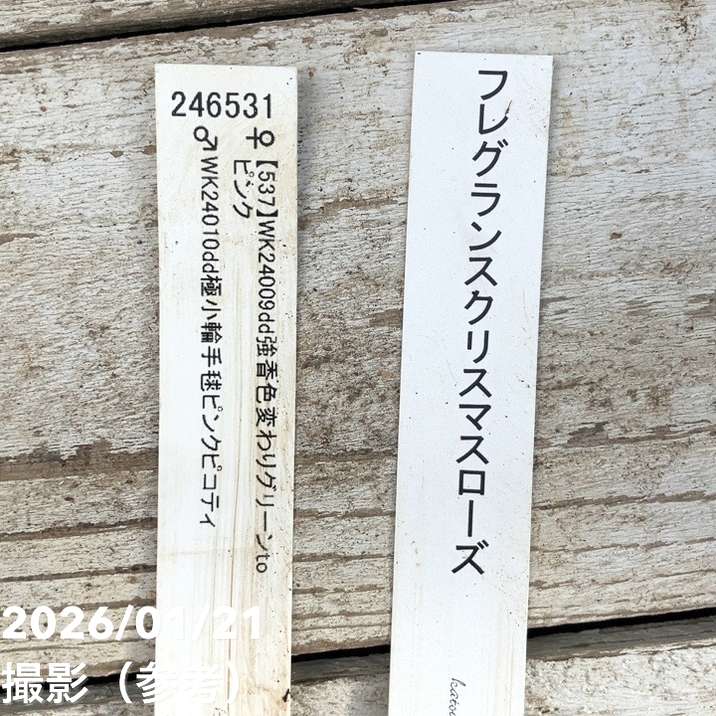 246531
♀【537】WK24009dd強香色変わりグリーンto
ピンク
♂WK24010dd極小輪手毬ピンクピコティ
フレグランスクリスマスローズ
2026/01/21
撮影（参考）